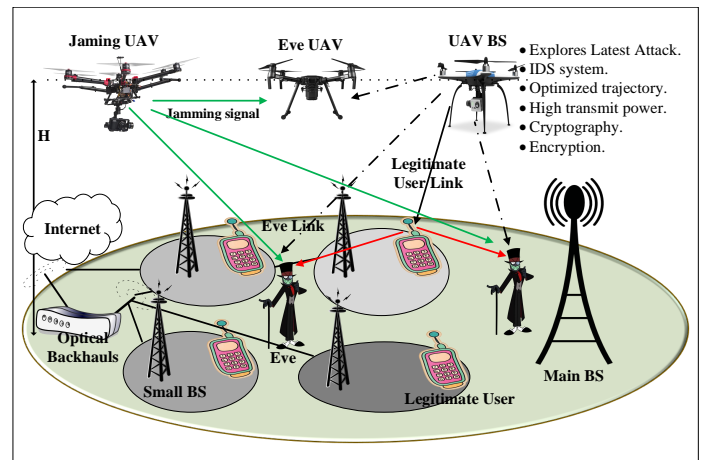 Jaming UAV
Eve UAV
UAV BS
• Explores Latest Attack.
• IDS system.
• Optimized trajectory.
• High transmit power.
• Cryptography.
• Encryption.
Jamming signal
H
Legitimate
User Link
Internet
Eve Link
Optical
Backhauls
Eve
Small BS
Legitimate User
Main BS